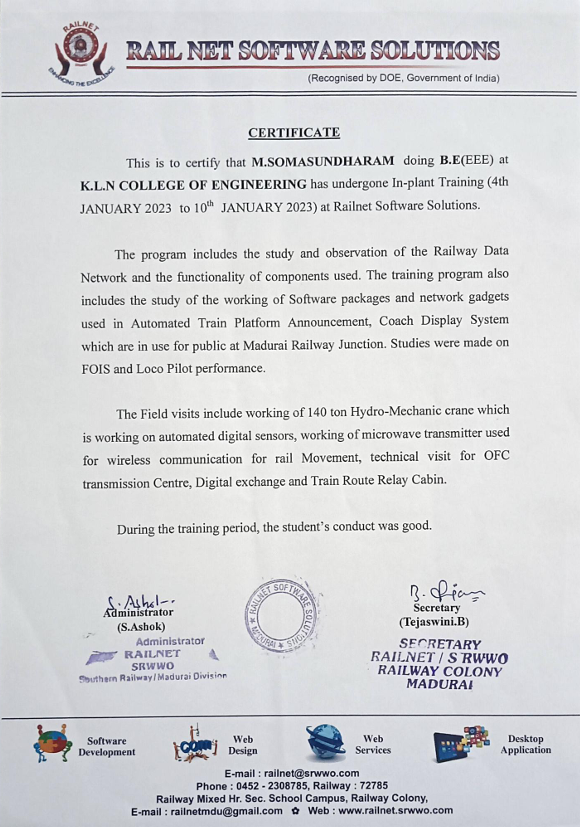 RAILNET
ENHANCING THE EXCELLENCE
RAIL NET SOFTWARE SOLUTIONS
(Recognised by DOE, Government of India)
CERTIFICATE
This is to certify that M.SOMASUNDHARAM doing B.E(EEE) at
K.L.N COLLEGE OF ENGINEERING has undergone In-plant Training (4th
JANUARY 2023 to 10th JANUARY 2023) at Railnet Software Solutions.
The program includes the study and observation of the Railway Data
Network and the functionality of components used. The training program also
includes the study of the working of Software packages and network gadgets
used in Automated Train Platform Announcement, Coach Display System
which are in use for public at Madurai Railway Junction. Studies were made on
FOIS and Loco Pilot performance.
The Field visits include working of 140 ton Hydro-Mechanic crane which
is working on automated digital sensors, working of microwave transmitter used
for wireless communication for rail Movement, technical visit for OFC
transmission Centre, Digital exchange and Train Route Relay Cabin.
During the training period, the student's conduct was good.
S. Ashok
Administrator
(S.Ashok)
Administrator
RAILNET
SRWWO
Southern Railway/Madurai Division
RAILNET SOFTWARE SOLUTIONS
MADURAI
Secretary
(Tejaswini.B)
SECRETARY
RAILNET / SRWWO
RAILWAY COLONY
MADURAI
Software
Development
.COM
Web
Design
Web
Services
Desktop
Application
E-mail : railnet@srwwo.com
Phone : 0452 - 2308785, Railway : 72785
Railway Mixed Hr. Sec. School Campus, Railway Colony,
E-mail : railnetmdu@gmail.com ✿ Web : www.railnet.srwwo.com